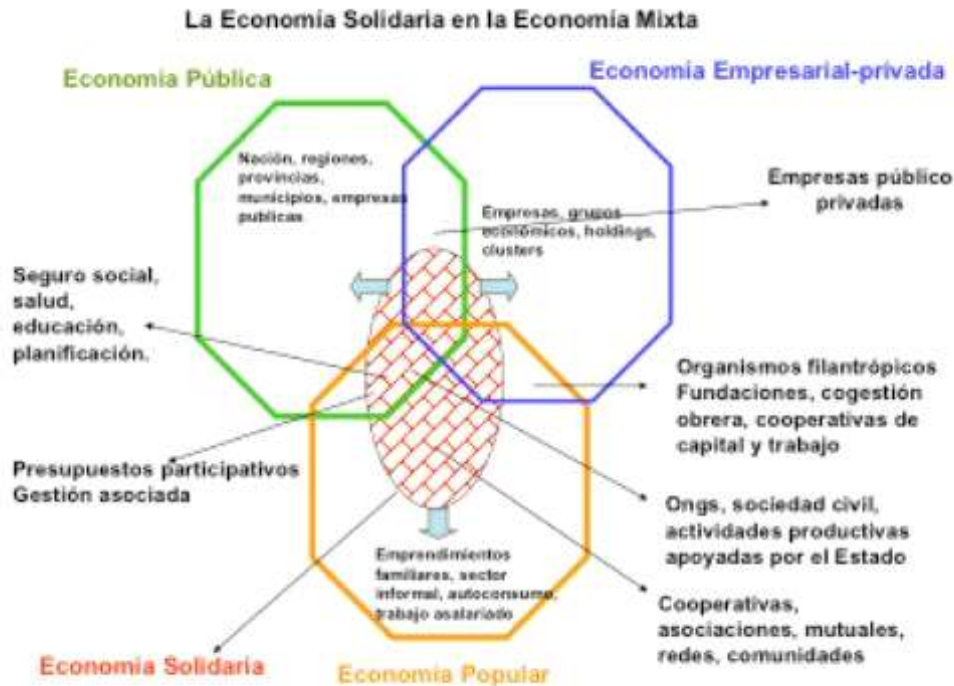 La Economía Solidaria en la Economía Mixta
Economía Pública
Economía Empresarial-privada
Nación, regiones,
provincias,
municipios, empresas
publicas
Empresas, grupos
económicos, holdings,
clusters
Empresas público
privadas
Seguro social,
salud,
educación,
planificación.
Organismos filantrópicos
Fundaciones, cogestión
obrera, cooperativas de
capital y trabajo
Presupuestos participativos
Gestión asociada
Ongs, sociedad civil,
actividades productivas
apoyadas por el Estado
Emprendimientos
familiares, sector
informal, autoconsumo,
trabajo asalariado
Cooperativas,
asociaciones, mutuales,
redes, comunidades
Economía Solidaria
Economía Popular